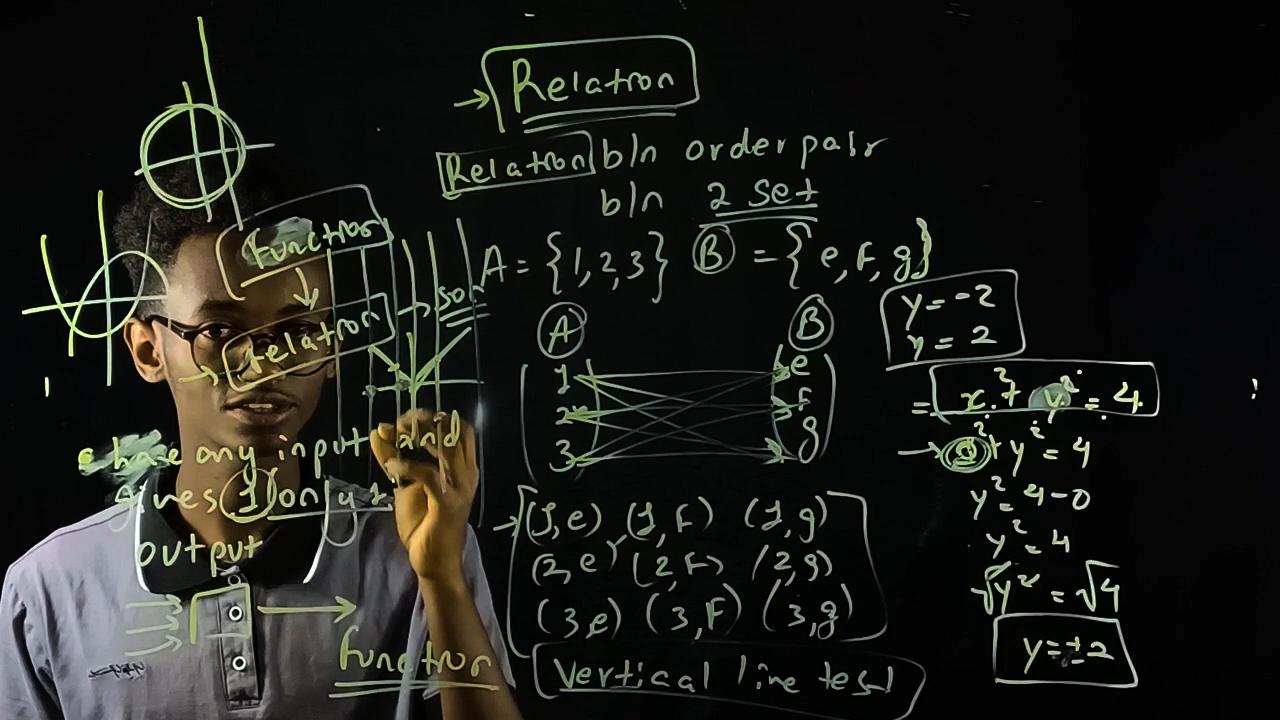 Relation
Relation b/n order pair
b/n 2 set
A = {1,2,3} B = {e, F, g}
Function
relation
A B
1 e
2 F
3 g
have any input and
gives 1 only 1
output
function
(1,e) (1,F) (1,g)
(2,e) (2,F) (2,g)
(3,e) (3,F) (3,g)
Vertical line test
y = -2
y = 2
x² + y² = 4
0² + y² = 4
y² = 4-0
y² = 4
√y² = √4
y = ±2